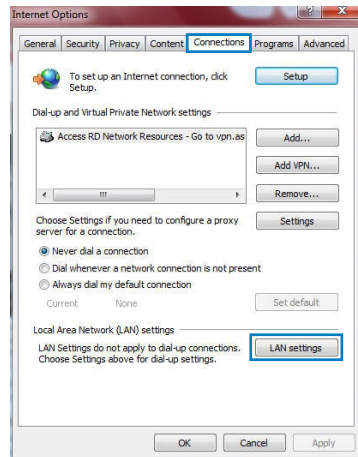 Internet Options
General Security Privacy Content Connections Programs Advanced
To set up an Internet connection, click
Setup.
Setup
Dial-up and Virtual Private Network settings
Access RD Network Resources - Go to vpn.as
Add...
Add VPN...
Remove...
Choose Settings if you need to configure a proxy
server for a connection.
Settings
Never dial a connection
Dial whenever a network connection is not present
Always dial my default connection
Current None
Set default
Local Area Network (LAN) settings
LAN Settings do not apply to dial-up connections.
Choose Settings above for dial-up settings.
LAN settings
OK Cancel Apply